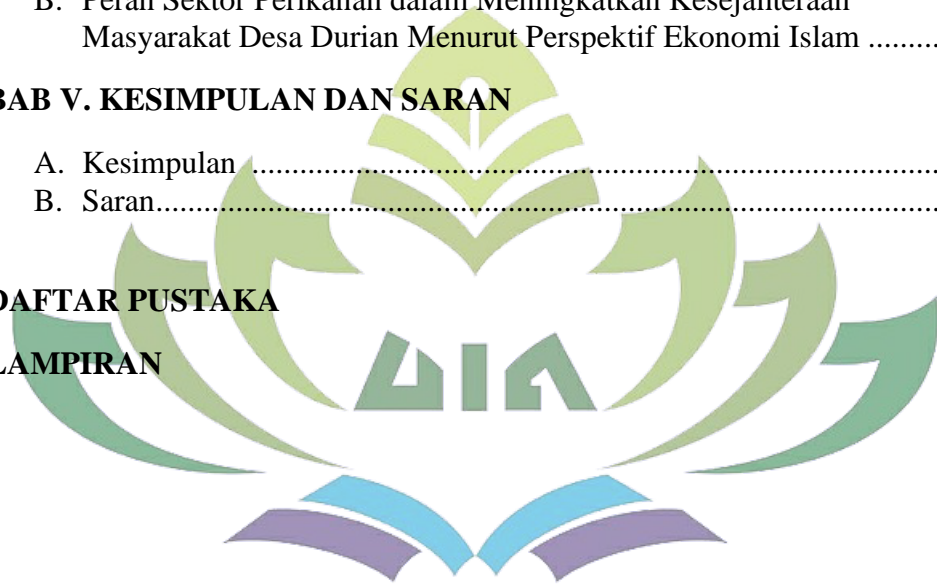 B. Peran Sektor Perikanan dalam Meningkatkan Kesejahteraan
Masyarakat Desa Durian Menurut Perspektif Ekonomi Islam .........
BAB V. KESIMPULAN DAN SARAN
A. Kesimpulan ..........................................................................................
B. Saran.....................................................................................................
DAFTAR PUSTAKA
LAMPIRAN
UIN